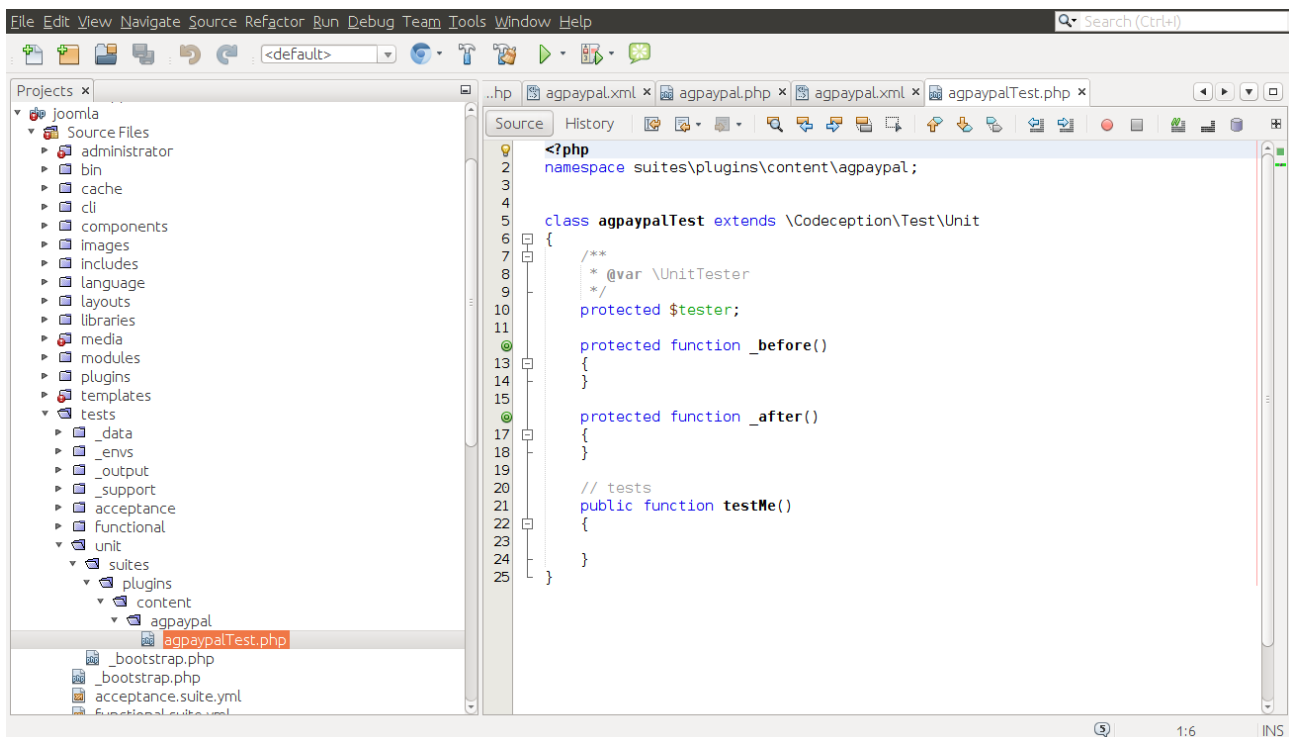 File Edit View Navigate Source Refactor Run Debug Team Tools Window Help
Search (Ctrl+I)
<default>
Projects
joomla
Source Files
administrator
bin
cache
cli
components
images
includes
language
layouts
libraries
media
modules
plugins
templates
tests
_data
_envs
_output
_support
acceptance
functional
unit
suites
plugins
content
agpaypal
agpaypalTest.php
_bootstrap.php
_bootstrap.php
acceptance.suite.yml
functional.suite.yml
..hp agpaypal.xml agpaypal.php agpaypal.xml agpaypalTest.php
Source History
<?php
2 namespace suites\plugins\content\agpaypal;
3
4
5 class agpaypalTest extends \Codeception\Test\Unit
6 {
7 /**
8 * @var \UnitTester
9 */
10 protected $tester;
11
protected function _before()
13 {
14 }
15
protected function _after()
17 {
18 }
19
20 // tests
21 public function testMe()
22 {
23
24 }
25 }
5 1:6 INS